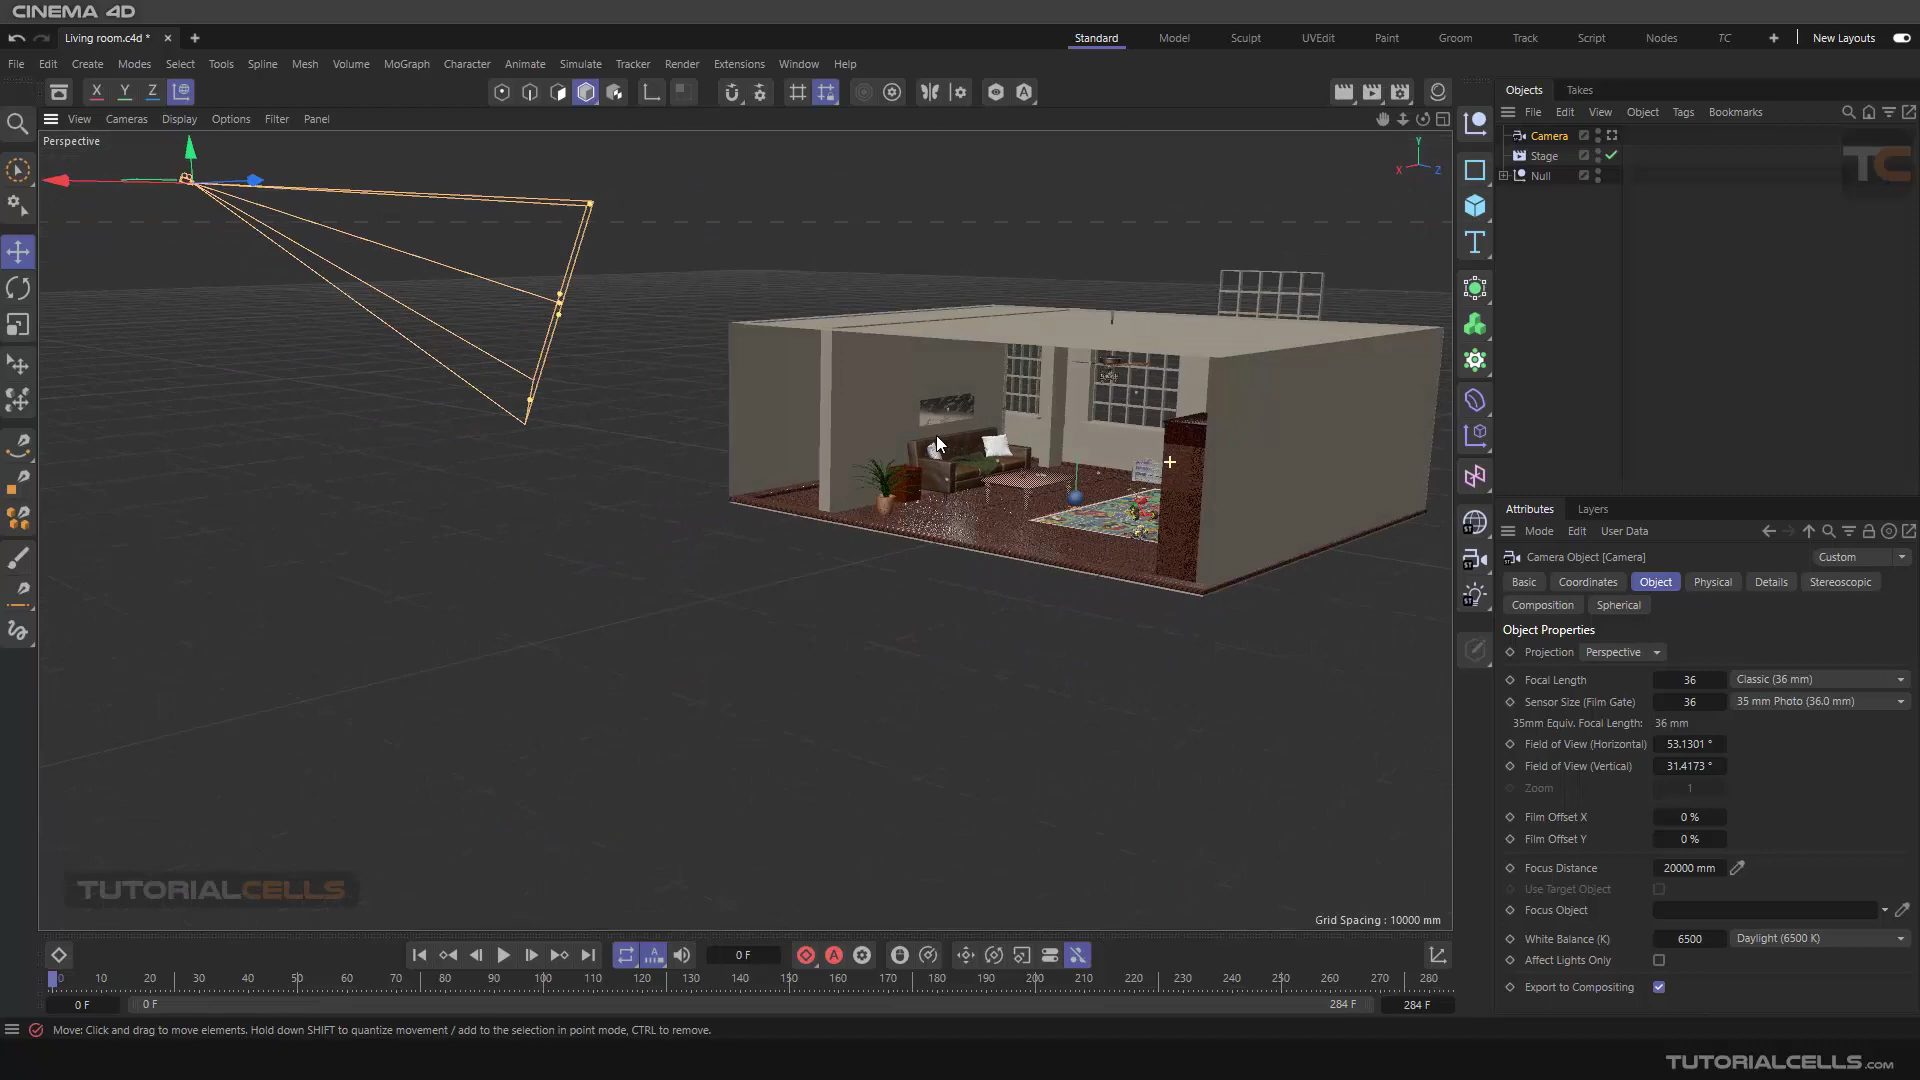 CINEMA 4D
Living room.c4d *
Standard Model Sculpt UVEdit Paint Groom Track Script Nodes TC New Layouts
File Edit Create Modes Select Tools Spline Mesh Volume MoGraph Character Animate Simulate Tracker Render Extensions Window Help
X Y Z
View Cameras Display Options Filter Panel
Perspective
Y
X Z
Objects Takes
File Edit View Object Tags Bookmarks
Camera
Stage
Null
TC
Attributes Layers
Mode Edit User Data
Camera Object [Camera]
Custom
Basic Coordinates Object Physical Details Stereoscopic
Composition Spherical
Object Properties
Projection Perspective
Focal Length 36 Classic (36 mm)
Sensor Size (Film Gate) 36 35 mm Photo (36.0 mm)
35mm Equiv. Focal Length: 36 mm
Field of View (Horizontal) 53.1301 °
Field of View (Vertical) 31.4173 °
Zoom 1
Film Offset X 0 %
Film Offset Y 0 %
Focus Distance 20000 mm
Use Target Object
Focus Object
White Balance (K) 6500 Daylight (6500 K)
Affect Lights Only
Export to Compositing
TUTORIALCELLS
Grid Spacing : 10000 mm
0 F
0 10 20 30 40 50 60 70 80 90 100 110 120 130 140 150 160 170 180 190 200 210 220 230 240 250 260 270 280
0 F 0 F 284 F 284 F
Move: Click and drag to move elements. Hold down SHIFT to quantize movement / add to the selection in point mode, CTRL to remove.
TUTORIALCELLS.COM